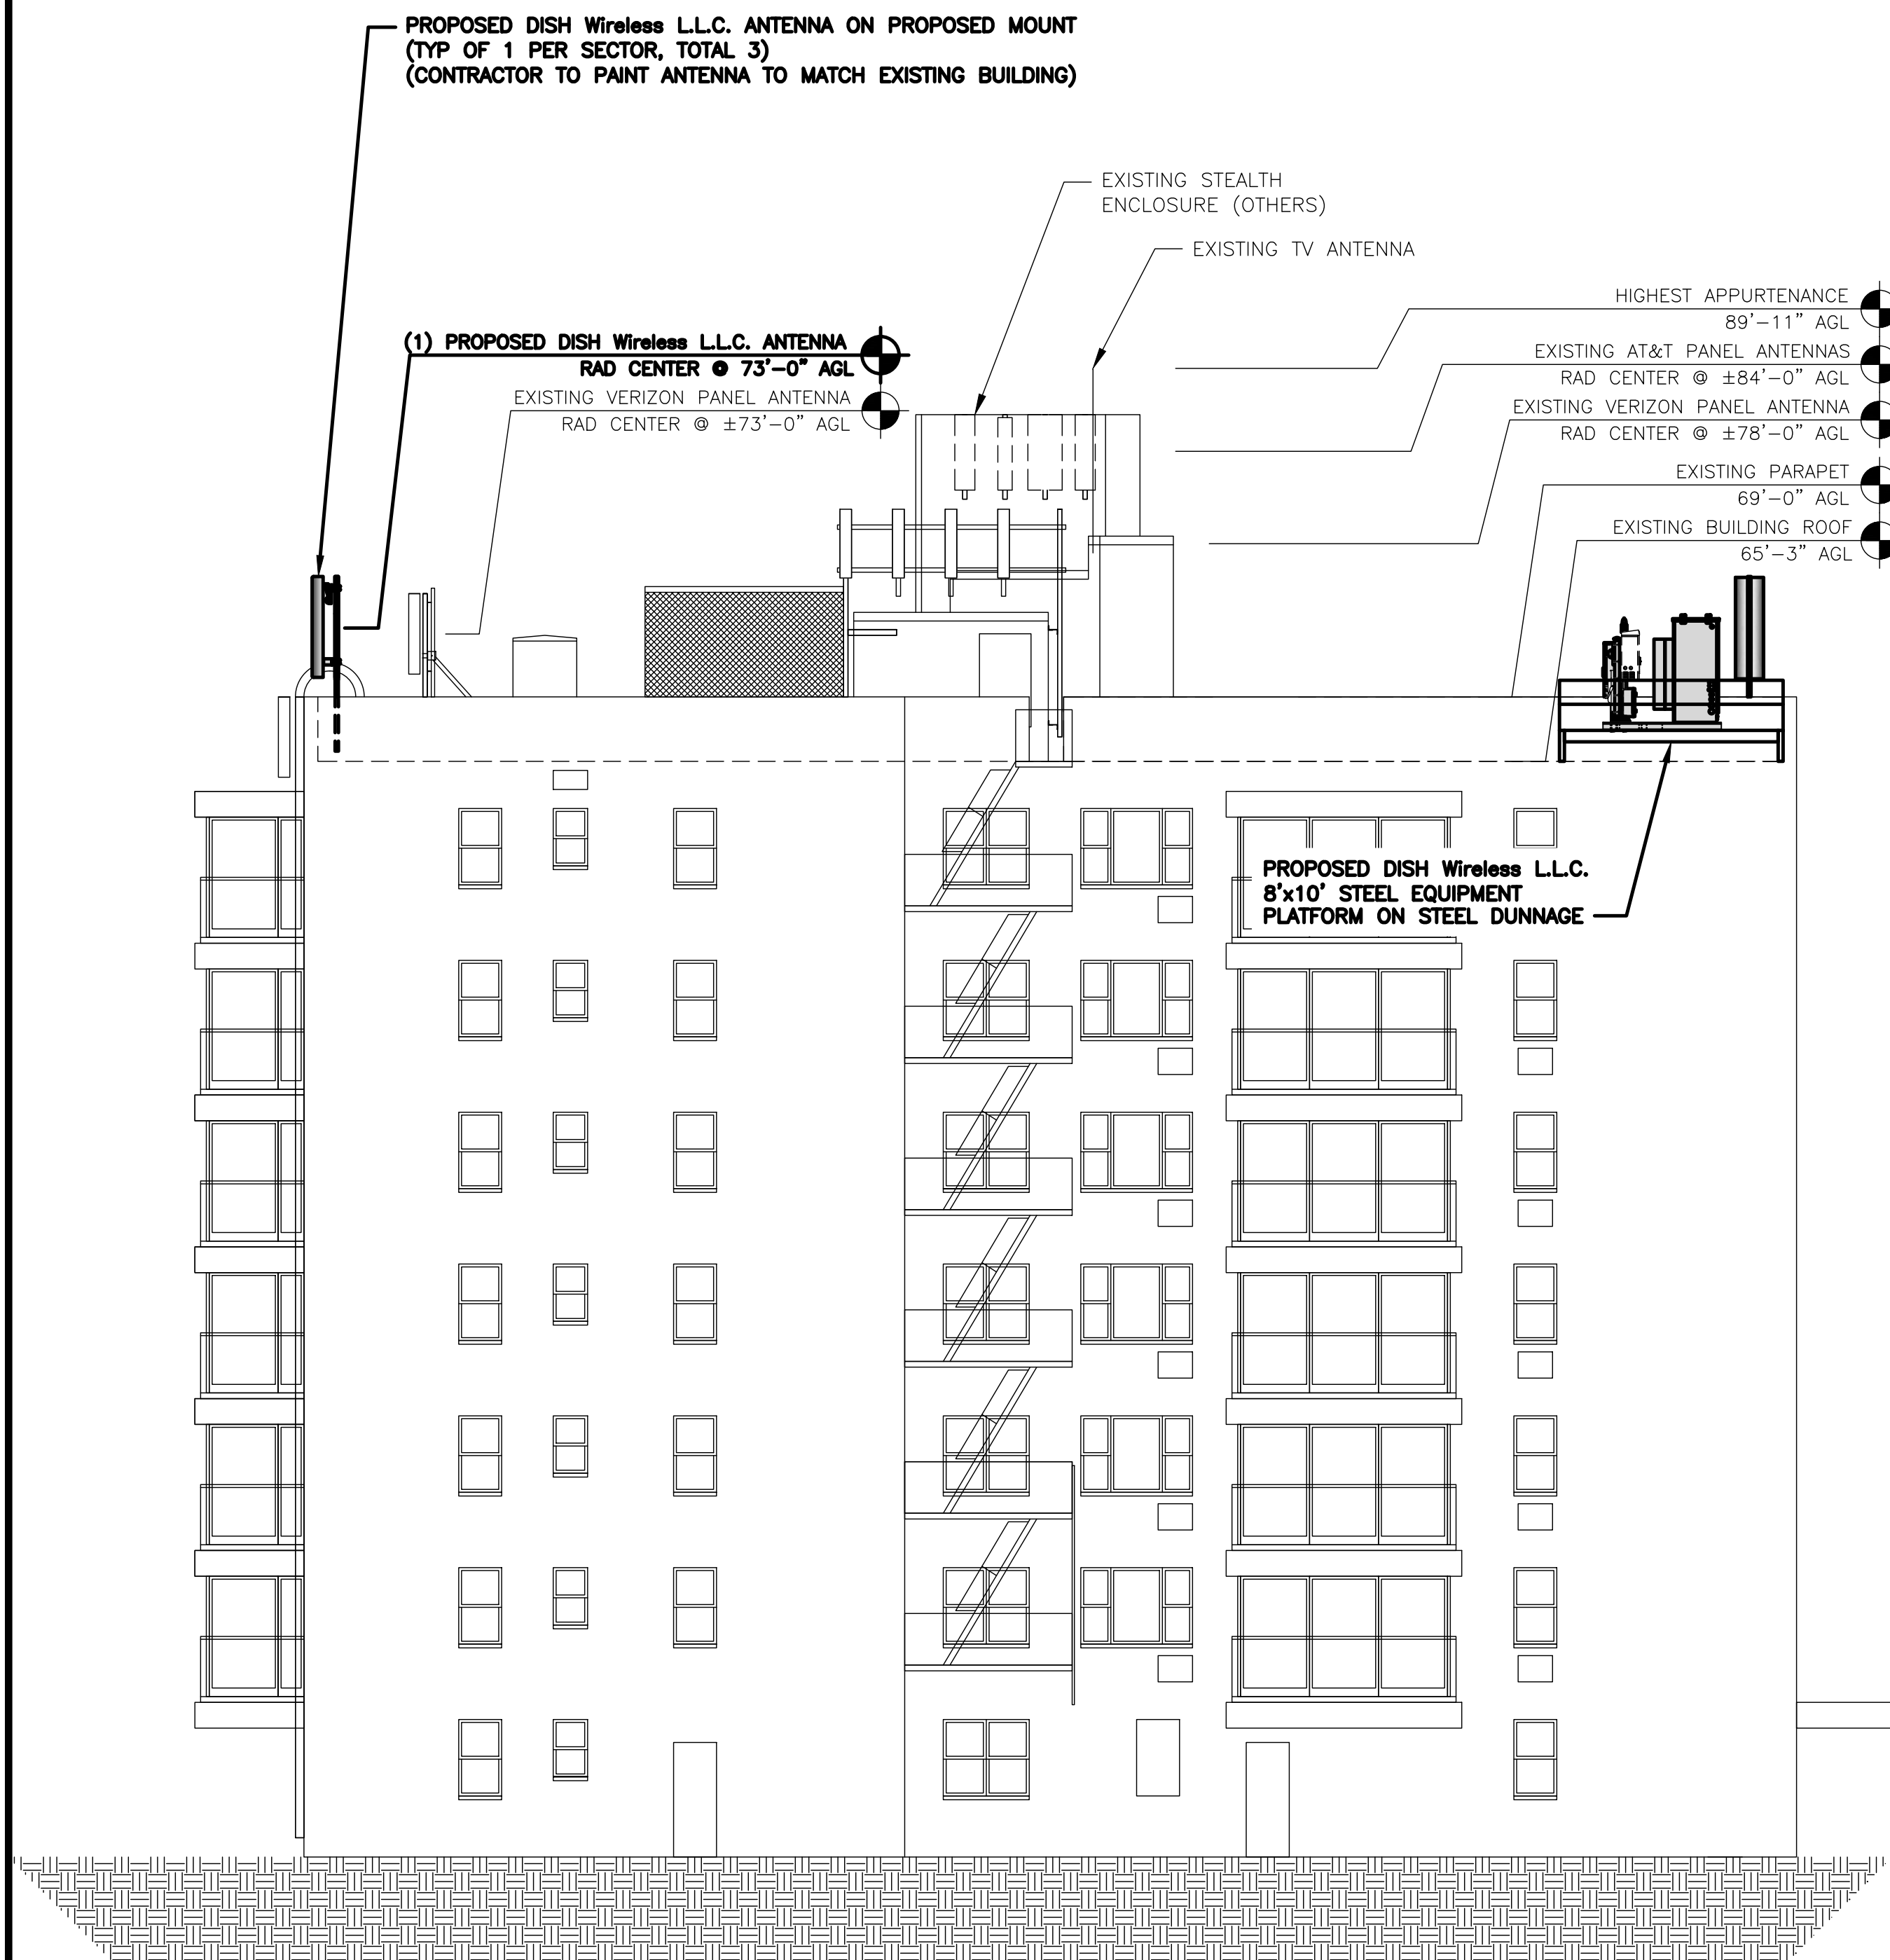 PROPOSED DISH Wireless L.L.C. ANTENNA ON PROPOSED MOUNT
(TYP OF 1 PER SECTOR, TOTAL 3)
(CONTRACTOR TO PAINT ANTENNA TO MATCH EXISTING BUILDING)
EXISTING STEALTH
ENCLOSURE (OTHERS)
EXISTING TV ANTENNA
(1) PROPOSED DISH Wireless L.L.C. ANTENNA
RAD CENTER @ 73'-0" AGL
EXISTING VERIZON PANEL ANTENNA
RAD CENTER @ ±73'-0" AGL
HIGHEST APPURTENANCE
89'-11" AGL
EXISTING AT&T PANEL ANTENNAS
RAD CENTER @ ±84'-0" AGL
EXISTING VERIZON PANEL ANTENNA
RAD CENTER @ ±78'-0" AGL
EXISTING PARAPET
69'-0" AGL
EXISTING BUILDING ROOF
65'-3" AGL
PROPOSED DISH Wireless L.L.C.
8'x10' STEEL EQUIPMENT
PLATFORM ON STEEL DUNNAGE